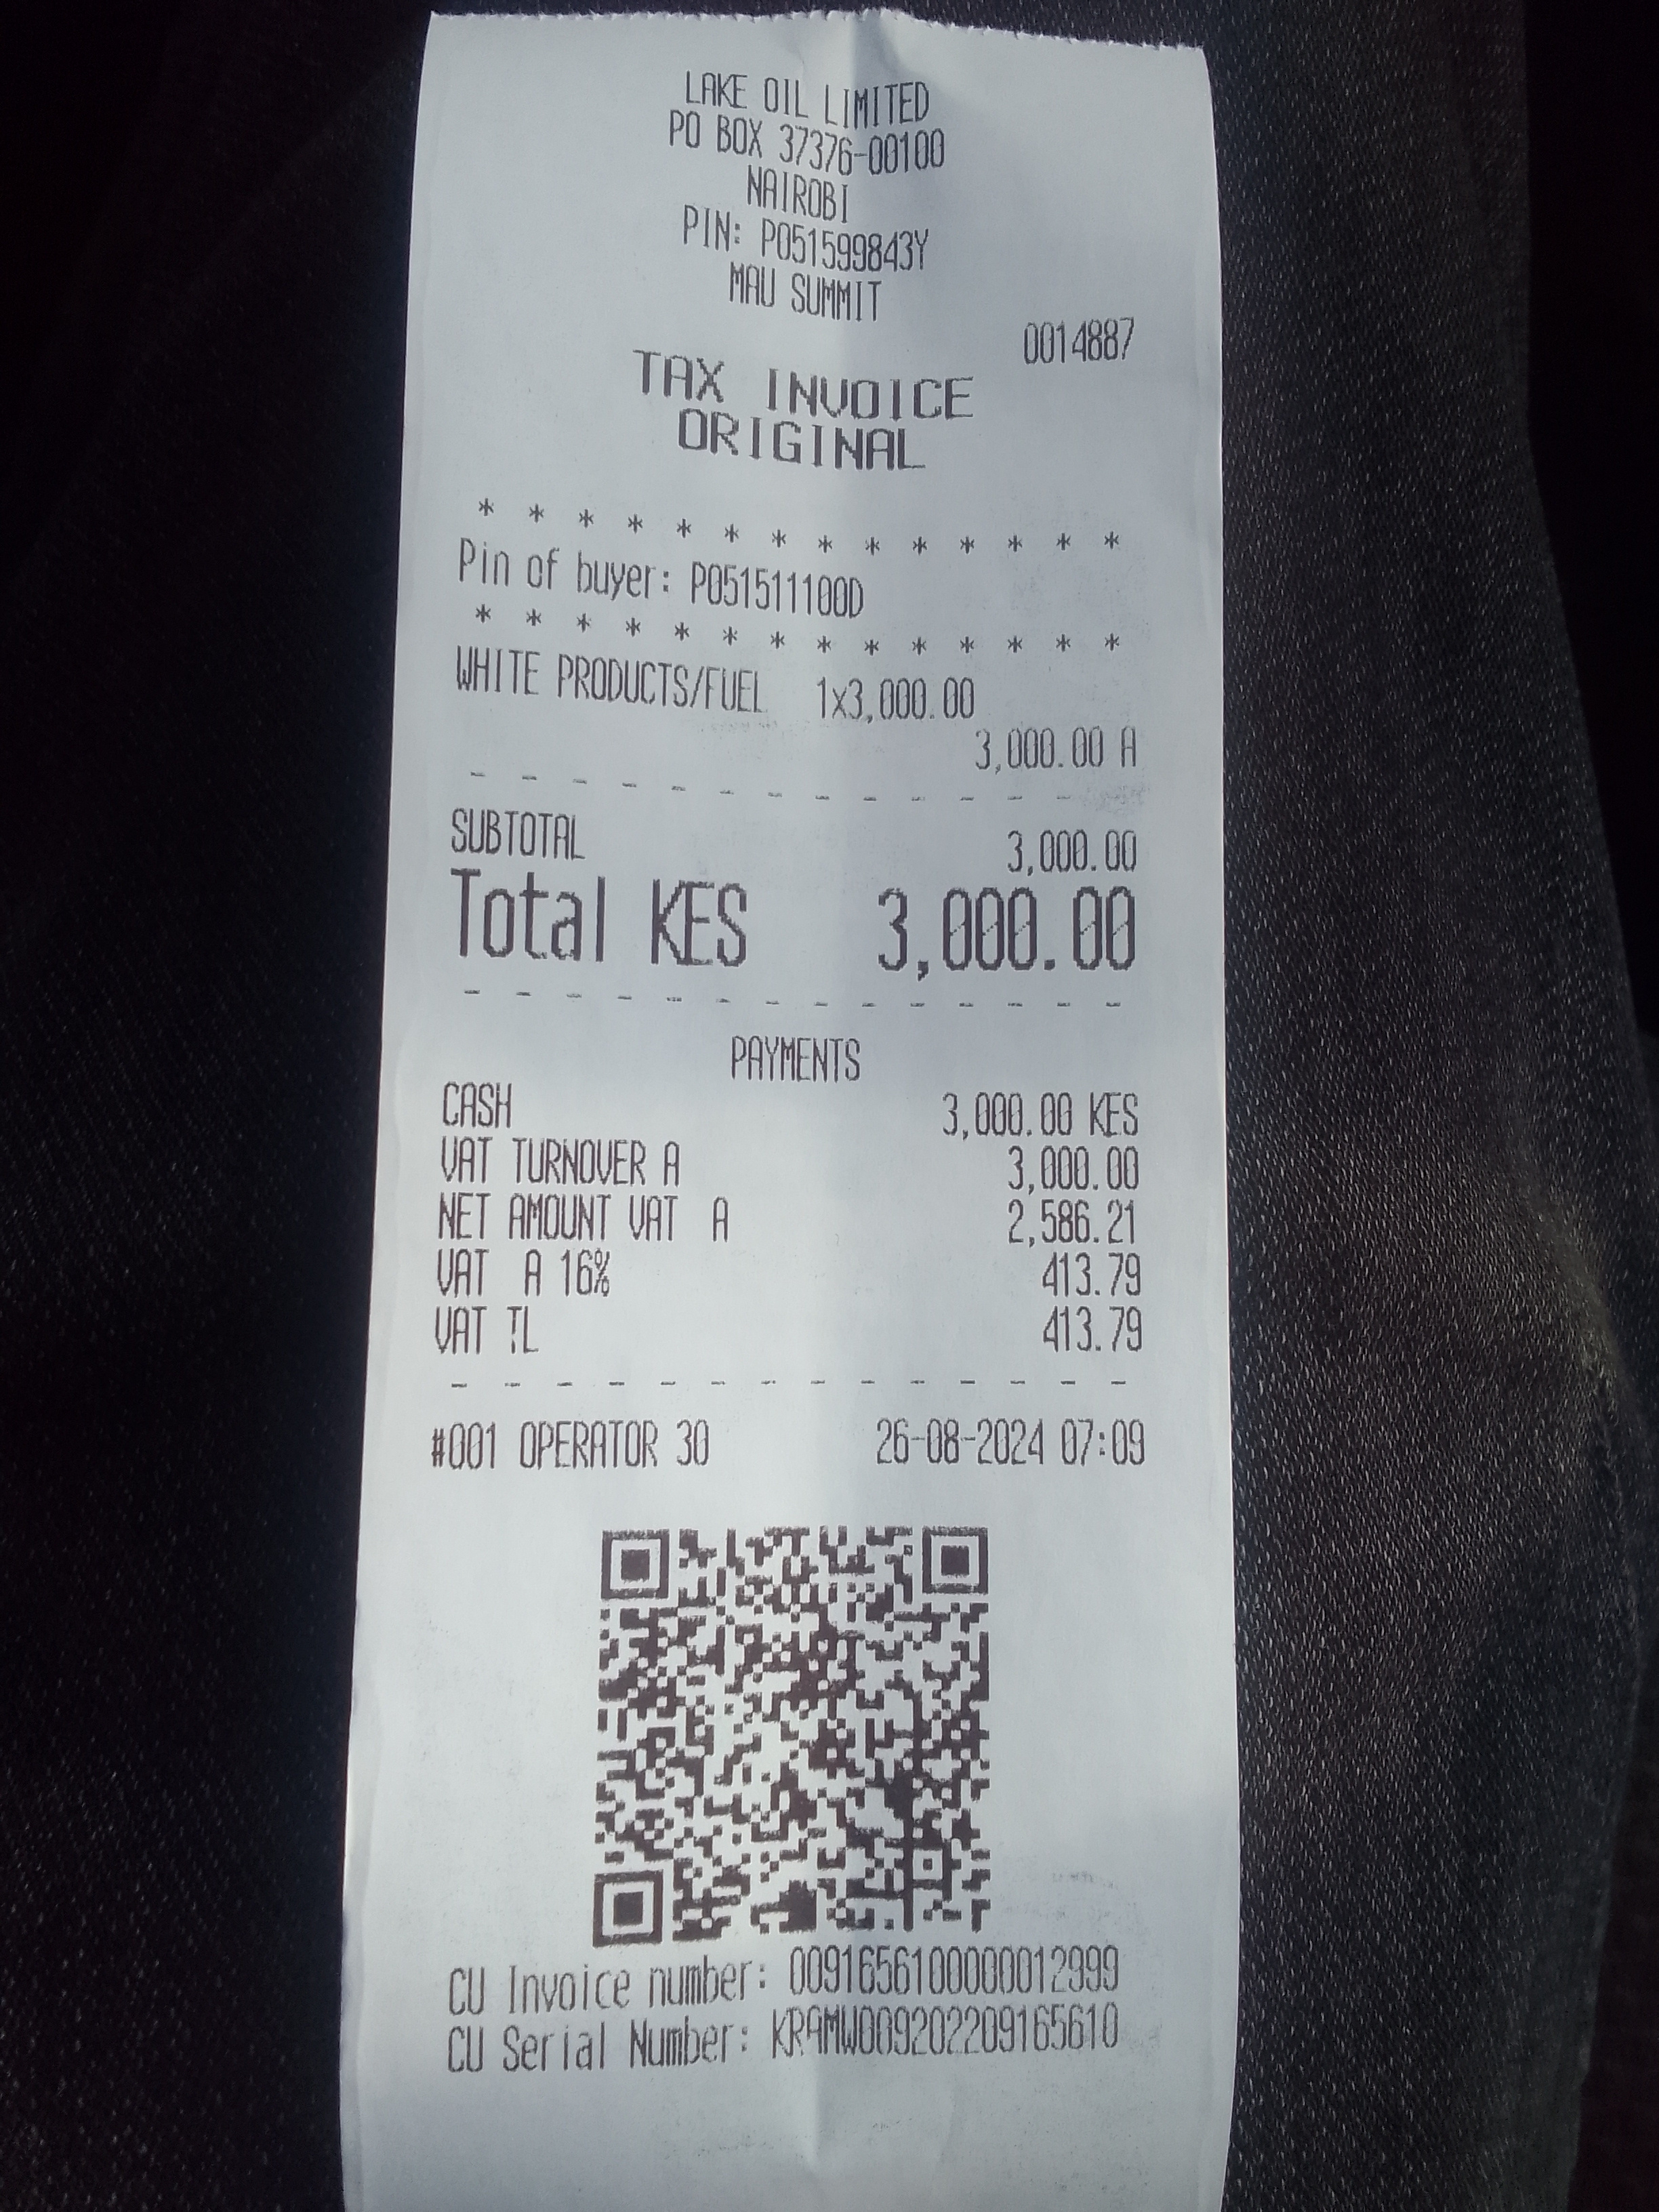 LAKE OIL LIMITED
PO BOX 37376-00100
NAIROBI
PIN: P051599843Y
MAU SUMMIT
0014887
TAX INVOICE
ORIGINAL
* * * * * * * * * * * * * *
Pin of buyer: P051511100D
* * * * * * * * * * * * * *
WHITE PRODUCTS/FUEL 1x3,000.00
3,000.00 A
- - - - - - - - - - - - - -
SUBTOTAL 3,000.00
Total KES 3,000.00
- - - - - - - - - - - - - -
PAYMENTS
CASH 3,000.00 KES
VAT TURNOVER A 3,000.00
NET AMOUNT VAT A 2,586.21
VAT A 16% 413.79
VAT TL 413.79
- - - - - - - - - - - - - -
#001 OPERATOR 30 26-08-2024 07:09
CU Invoice number: 0091656100000012999
CU Serial Number: KRAMW009202209165610